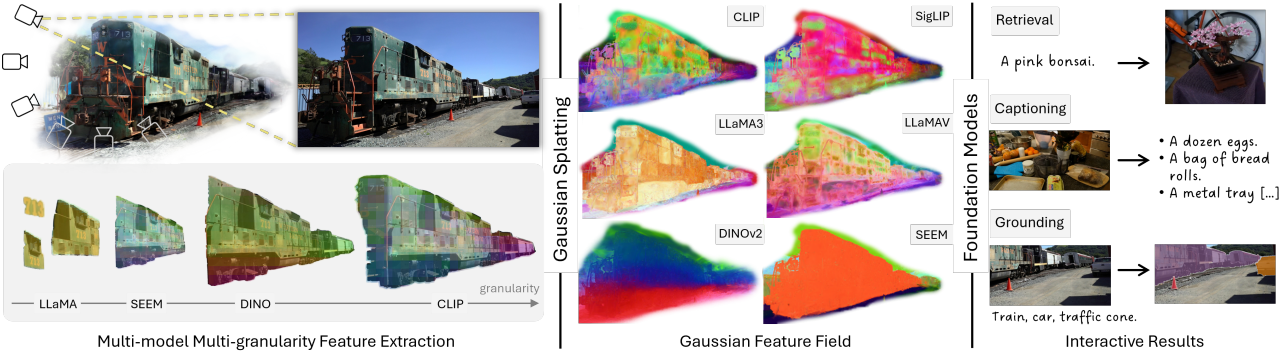 713
713
LLaMA
SEEM
DINO
CLIP
granularity
Multi-model Multi-granularity Feature Extraction
Gaussian Splatting
CLIP
SigLIP
LLaMA3
LLaMAV
DINOv2
SEEM
Gaussian Feature Field
Foundation Models
Retrieval
A pink bonsai.
Captioning
• A dozen eggs.
• A bag of bread
rolls.
• A metal tray [...]
Grounding
Train, car, traffic cone.
Interactive Results